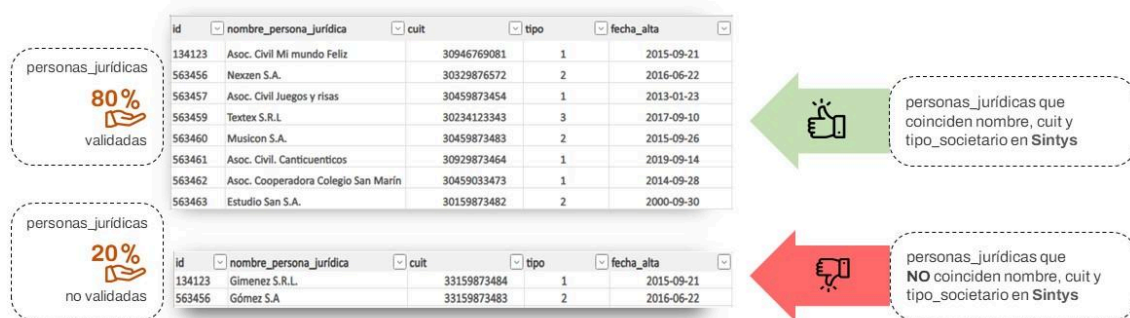 id nombre_persona_jurídica cuit tipo fecha_alta
134123 Asoc. Civil Mi mundo Feliz 30946769081 1 2015-09-21
563456 Nexzen S.A. 30329876572 2 2016-06-22
563457 Asoc. Civil Juegos y risas 30459873454 1 2013-01-23
563459 Textex S.R.L 30234123343 3 2017-09-10
563460 Musicon S.A. 30459873483 2 2015-09-26
563461 Asoc. Civil. Canticuenticos 30929873464 1 2019-09-14
563462 Asoc. Cooperadora Colegio San Marín 30459033473 1 2014-09-28
563463 Estudio San S.A. 30159873482 2 2000-09-30
personas_jurídicas
80%
validadas
personas_jurídicas que
coinciden nombre, cuit y
tipo_societario en Sintys
personas_jurídicas
20%
no validadas
id nombre_persona_jurídica cuit tipo fecha_alta
134123 Gimenez S.R.L. 33159873484 1 2015-09-21
563456 Gómez S.A 33159873483 2 2016-06-22
personas_jurídicas que
NO coinciden nombre, cuit y
tipo_societario en Sintys